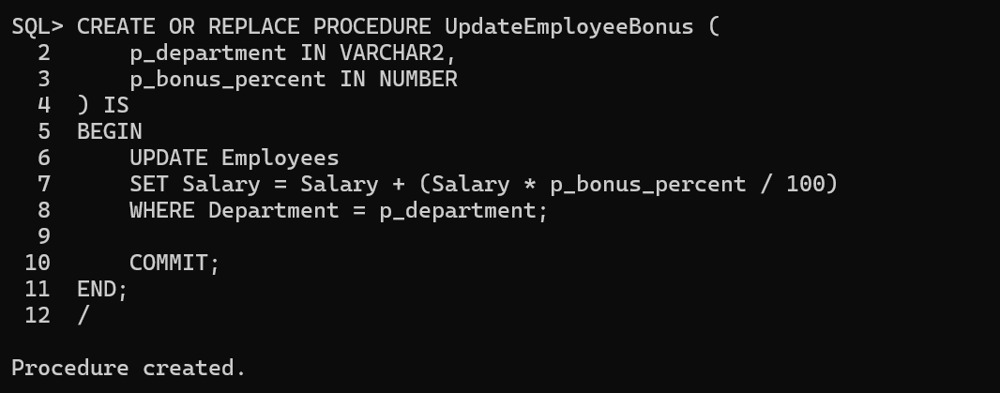 SQL> CREATE OR REPLACE PROCEDURE UpdateEmployeeBonus (
  2      p_department IN VARCHAR2,
  3      p_bonus_percent IN NUMBER
  4  ) IS
  5  BEGIN
  6      UPDATE Employees
  7      SET Salary = Salary + (Salary * p_bonus_percent / 100)
  8      WHERE Department = p_department;
  9
 10      COMMIT;
 11  END;
 12  /
Procedure created.